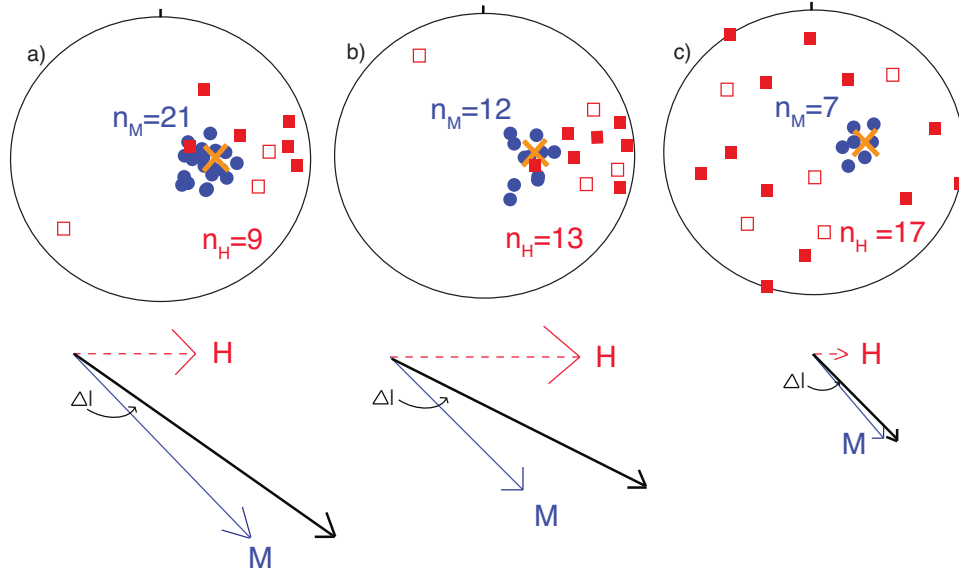 a)
n_M=21
n_H=9
b)
n_M=12
n_H=13
c)
n_M=7
n_H =17
H
ΔI
M
H
ΔI
M
H
ΔI
M